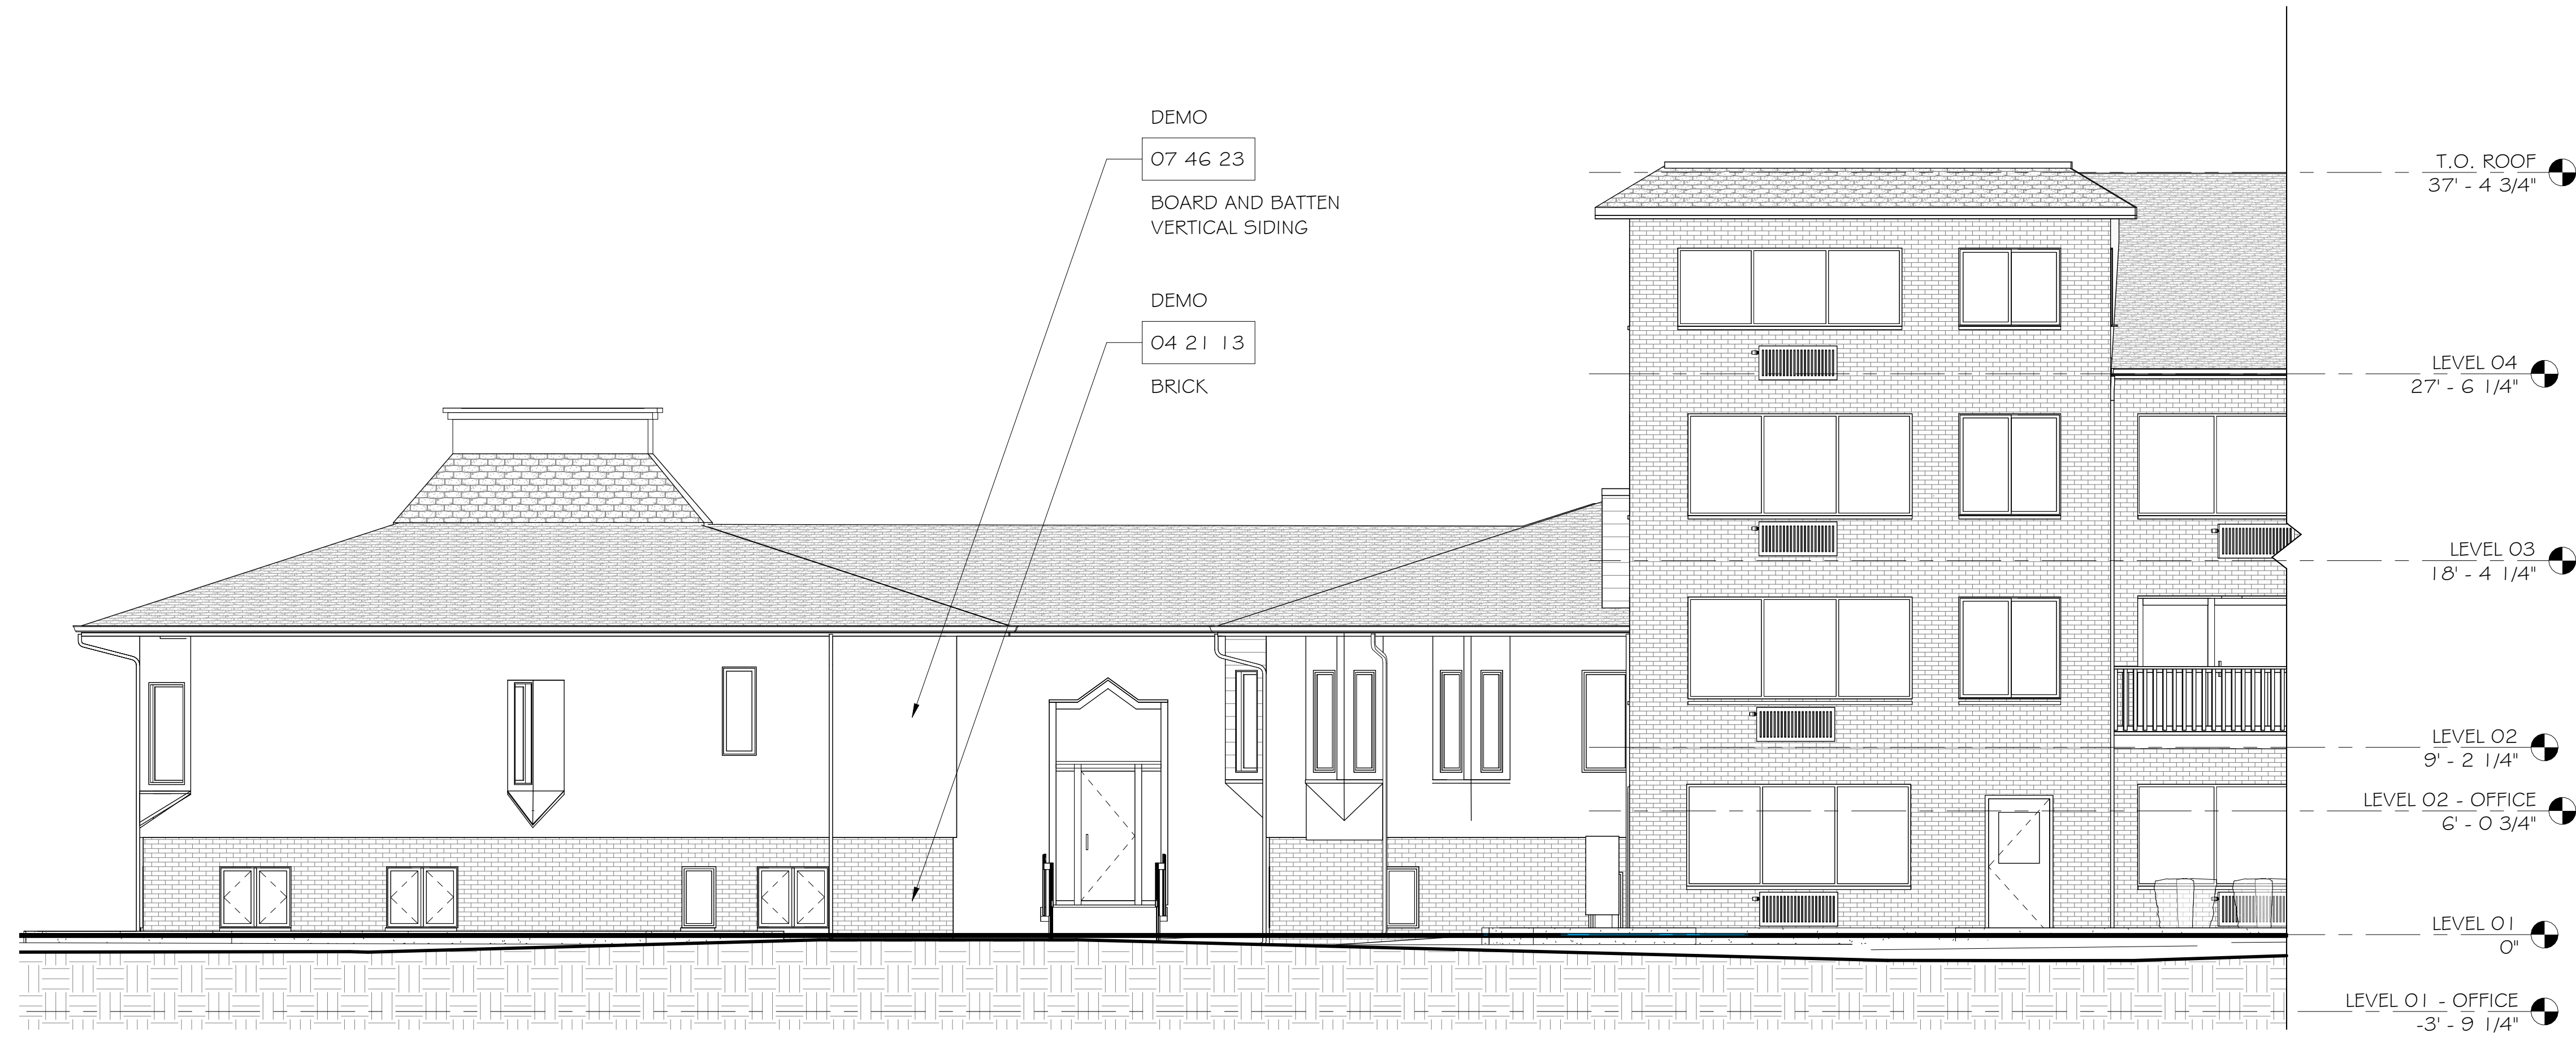 DEMO
07 46 23
BOARD AND BATTEN
VERTICAL SIDING
DEMO
04 21 13
BRICK
T.O. ROOF
37' - 4 3/4"
LEVEL 04
27' - 6 1/4"
LEVEL 03
18' - 4 1/4"
LEVEL 02
9' - 2 1/4"
LEVEL 02 - OFFICE
6' - 0 3/4"
LEVEL 01
0"
LEVEL 01 - OFFICE
-3' - 9 1/4"